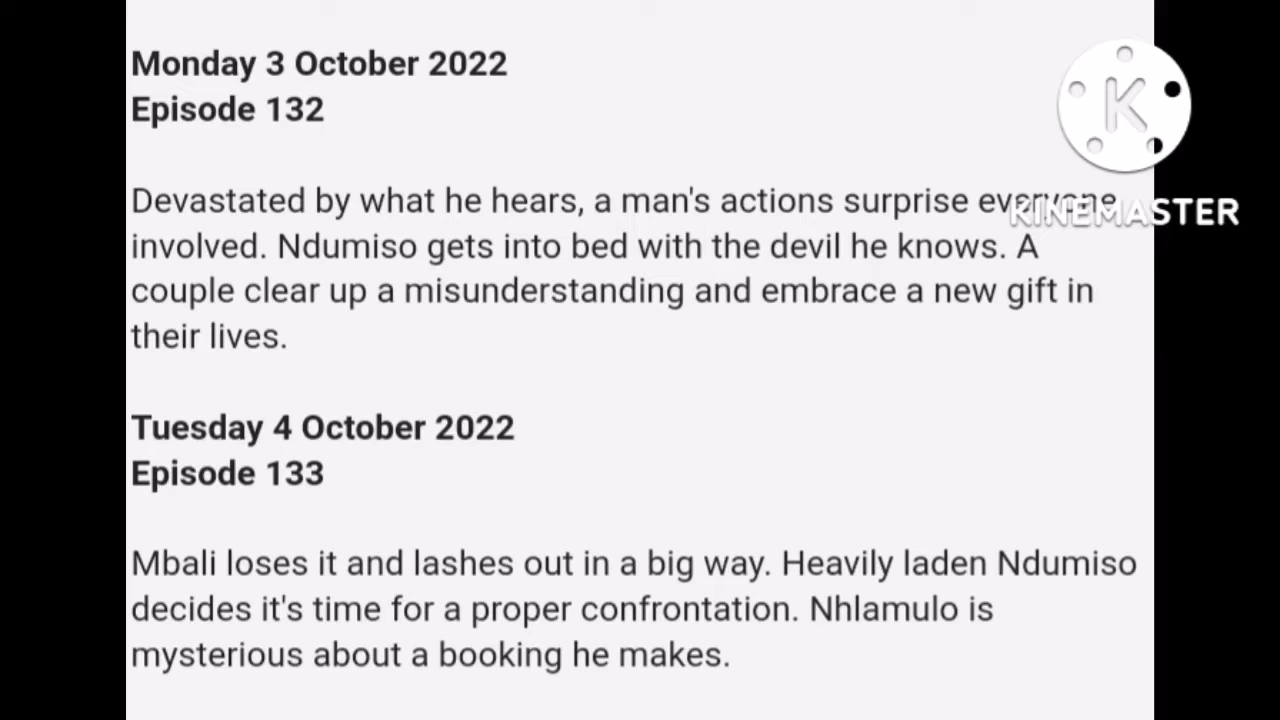 Monday 3 October 2022
Episode 132
Devastated by what he hears, a man's actions surprise everyone
involved. Ndumiso gets into bed with the devil he knows. A
couple clear up a misunderstanding and embrace a new gift in
their lives.
Tuesday 4 October 2022
Episode 133
Mbali loses it and lashes out in a big way. Heavily laden Ndumiso
decides it's time for a proper confrontation. Nhlamulo is
mysterious about a booking he makes.
K
KINEMASTER